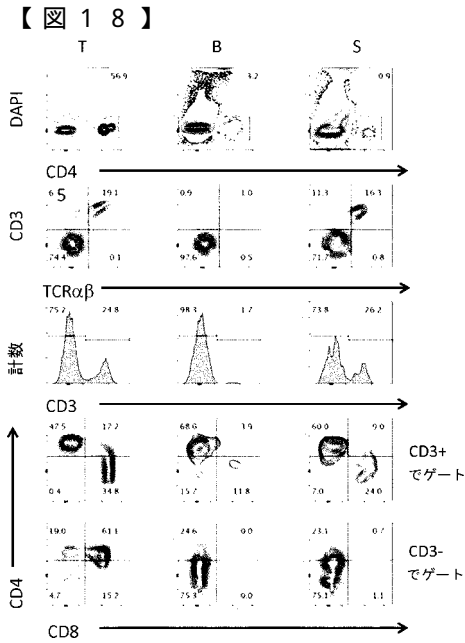 【図18】
T B S
DAPI 56.9 3.2 0.9
CD4
CD3 6.5 19.1 0.9 1.0 11.3 16.3
74.4 0.1 97.6 0.5 71.7 0.8
TCRαβ
計数 75.2 24.8 98.3 1.7 73.8 26.2
CD3
47.5 17.2 68.6 3.9 60.0 9.0
CD3+
でゲート
0.4 34.8 15.7 11.8 7.0 24.0
19.0 61.1 24.6 0.0 23.1 0.7
CD3-
でゲート
4.7 15.2 75.3 0.0 75.1 1.1
CD4
CD8